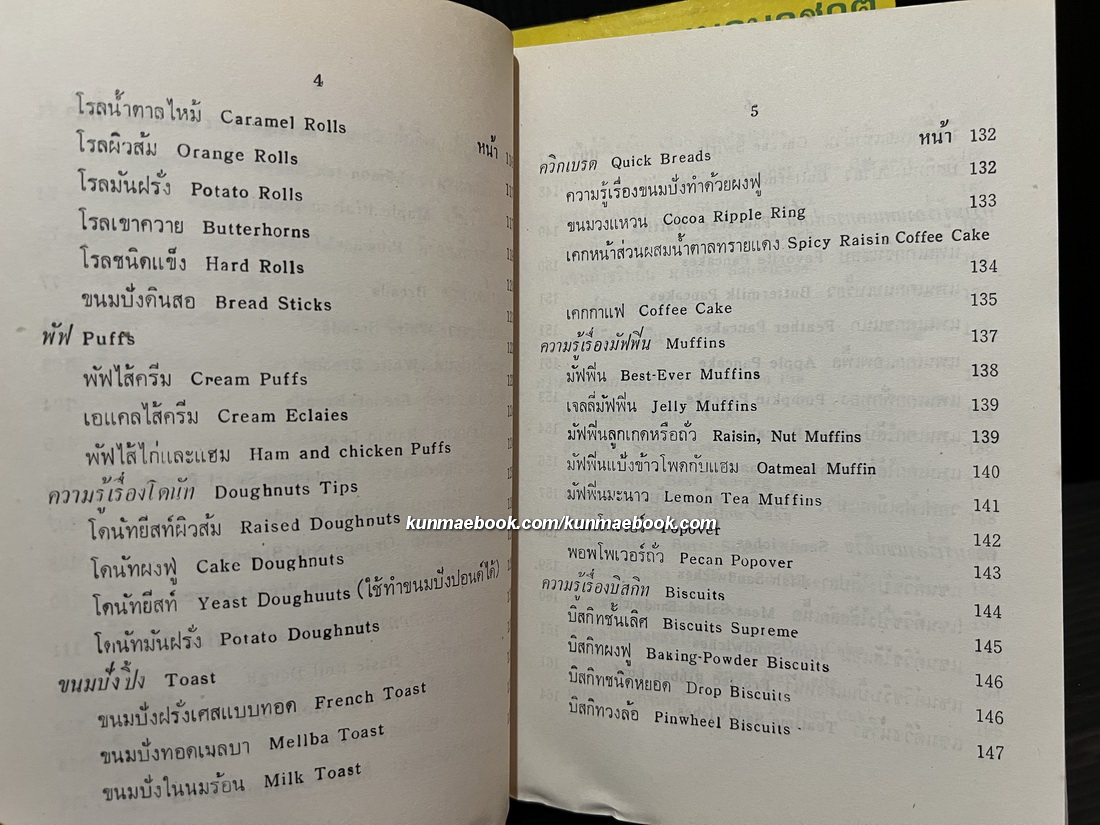 4
หน้า
โรลน้ำตาลไหม้ Caramel Rolls
โรลผิวส้ม Orange Rolls
โรลมันฝรั่ง Potato Rolls
โรลเขาควาย Butterhorns
โรลชนิดแข็ง Hard Rolls
ขนมปังดินสอ Bread Sticks
พัฟ Puffs
พัฟไส้ครีม Cream Puffs
เอแคลไส้ครีม Cream Eclaies
พัฟไส้ไก่และแฮม Ham and chicken Puffs
ความรู้เรื่องโดนัท Doughnuts Tips
โดนัทยีสท์ผิวส้ม Raised Doughnuts
โดนัทผงฟู Cake Doughnuts
โดนัทยีสท์ Yeast Doughuuts (ใช้ทำขนมปังปอนด์ได้)
โดนัทมันฝรั่ง Potato Doughnuts
ขนมปังปิ้ง Toast
ขนมปังฝรั่งเศสแบบทอด French Toast
ขนมปังทอดเมลบา Mellba Toast
ขนมปังในนมร้อน Milk Toast
5
หน้า
ควิกเบรด Quick Breads 132
ความรู้เรื่องขนมปังทำด้วยผงฟู 132
ขนมวงแหวน Cocoa Ripple Ring 133
เคกหน้าส่วนผสมน้ำตาลทรายแดง Spicy Raisin Coffee Cake
134
เคกกาแฟ Coffee Cake 135
ความรู้เรื่องมัฟฟิน Muffins 137
มัฟฟิน Best-Ever Muffins 138
เจลลี่มัฟฟิน Jelly Muffins 139
มัฟฟินลูกเกดหรือถั่ว Raisin, Nut Muffins 139
มัฟฟินแป้งข้าวโพดกับแฮม Oatmeal Muffin 140
มัฟฟินมะนาว Lemon Tea Muffins 141
Popover 142
พอพโพเวอร์ถั่ว Pecan Popover 143
ความรู้เรื่องบิสกิท Biscuits 144
บิสกิทชั้นเลิศ Biscuits Supreme 145
บิสกิทผงฟู Baking-Powder Biscuits 146
บิสกิทชนิดหยอด Drop Biscuits 146
บิสกิทวงล้อ Pinwheel Biscuits 147
kunmaebook.com/kunmaebook.com